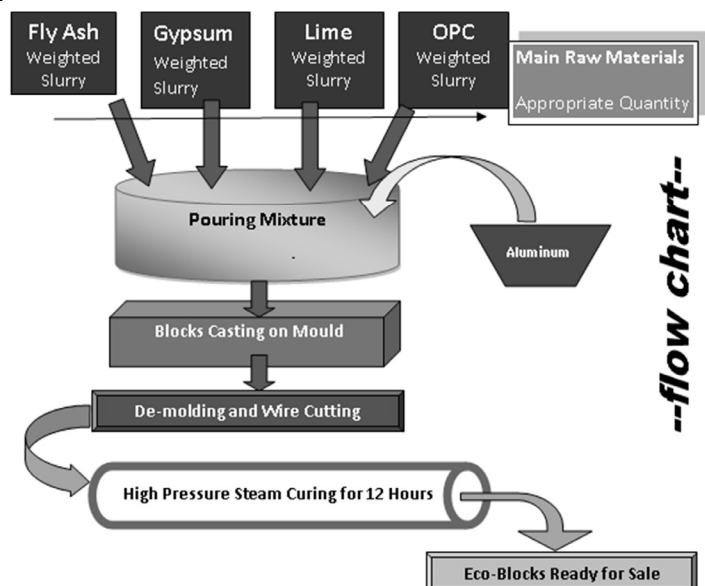 Fly Ash
Weighted
Slurry
Gypsum
Weighted
Slurry
Lime
Weighted
Slurry
OPC
Weighted
Slurry
Main Raw Materials
Appropriate Quantity
Pouring Mixture
Aluminum
Blocks Casting on Mould
De-molding and Wire Cutting
High Pressure Steam Curing for 12 Hours
Eco-Blocks Ready for Sale
--flow chart--